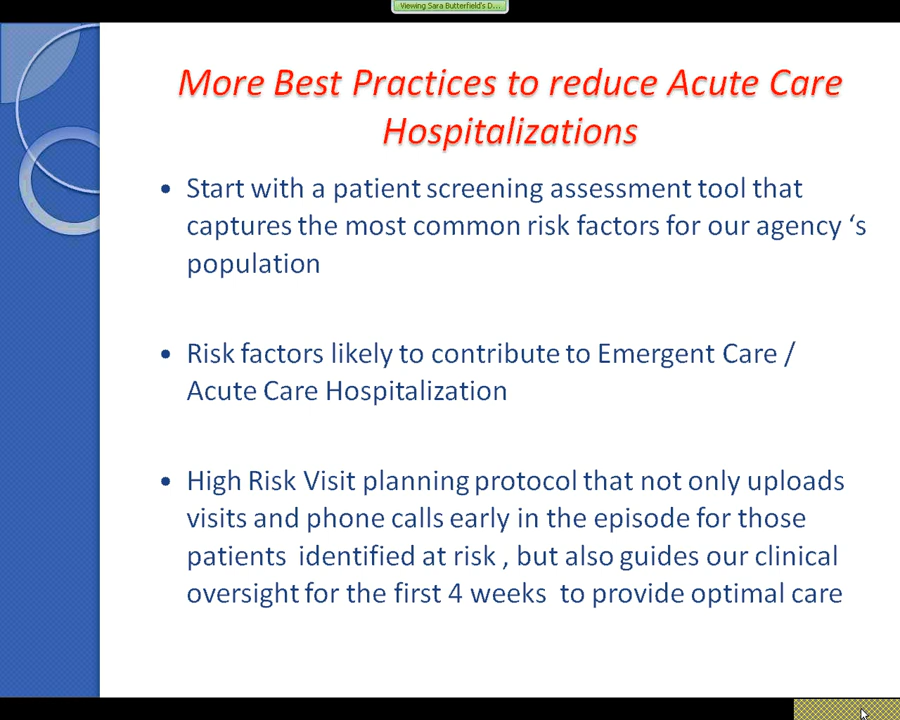 Viewing Sara Butterfield's D...
More Best Practices to reduce Acute Care
Hospitalizations
• Start with a patient screening assessment tool that
captures the most common risk factors for our agency ‘s
population
• Risk factors likely to contribute to Emergent Care /
Acute Care Hospitalization
• High Risk Visit planning protocol that not only uploads
visits and phone calls early in the episode for those
patients identified at risk , but also guides our clinical
oversight for the first 4 weeks to provide optimal care